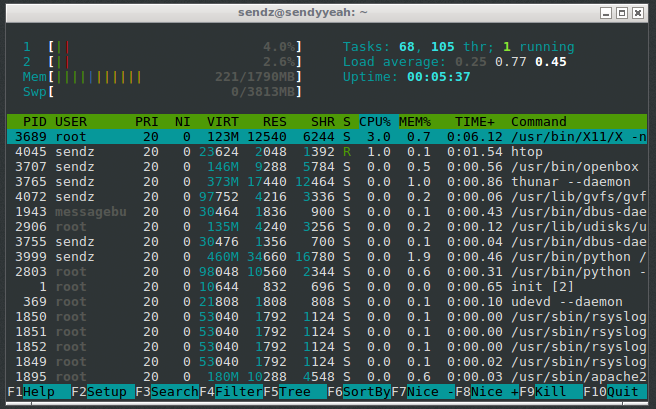 sendz@sendyyeah: ~
1 [|| 4.0%] Tasks: 68, 105 thr; 1 running
2 [|| 2.6%] Load average: 0.25 0.77 0.45
Mem[||||||||||||| 221/1790MB] Uptime: 00:05:37
Swp[ 0/3813MB]
PID USER PRI NI VIRT RES SHR S CPU% MEM% TIME+ Command
3689 root 20 0 123M 12540 6244 S 3.0 0.7 0:06.12 /usr/bin/X11/X -n
4045 sendz 20 0 23624 2048 1392 R 1.0 0.1 0:01.54 htop
3707 sendz 20 0 146M 9288 5784 S 0.0 0.5 0:00.56 /usr/bin/openbox
3765 sendz 20 0 373M 17440 12464 S 0.0 1.0 0:00.86 thunar --daemon
4072 sendz 20 0 97752 4216 3336 S 0.0 0.2 0:00.06 /usr/lib/gvfs/gvf
1943 messagebu 20 0 30464 1836 900 S 0.0 0.1 0:00.43 /usr/bin/dbus-dae
2906 root 20 0 135M 4240 3256 S 0.0 0.2 0:00.12 /usr/lib/udisks/u
3755 sendz 20 0 30476 1356 700 S 0.0 0.1 0:00.04 /usr/bin/dbus-dae
3999 sendz 20 0 460M 34660 16780 S 0.0 1.9 0:00.46 /usr/bin/python /
2803 root 20 0 98048 10560 2344 S 0.0 0.6 0:00.31 /usr/bin/python -
1 root 20 0 10644 832 696 S 0.0 0.0 0:00.65 init [2]
369 root 20 0 21808 1808 808 S 0.0 0.1 0:00.10 udevd --daemon
1850 root 20 0 53040 1792 1124 S 0.0 0.1 0:00.00 /usr/sbin/rsyslog
1851 root 20 0 53040 1792 1124 S 0.0 0.1 0:00.00 /usr/sbin/rsyslog
1852 root 20 0 53040 1792 1124 S 0.0 0.1 0:00.00 /usr/sbin/rsyslog
1849 root 20 0 53040 1792 1124 S 0.0 0.1 0:00.02 /usr/sbin/rsyslog
1895 root 20 0 180M 10288 4548 S 0.0 0.6 0:00.03 /usr/sbin/apache2
F1Help F2Setup F3SearchF4FilterF5Tree F6SortByF7Nice -F8Nice +F9Kill F10Quit